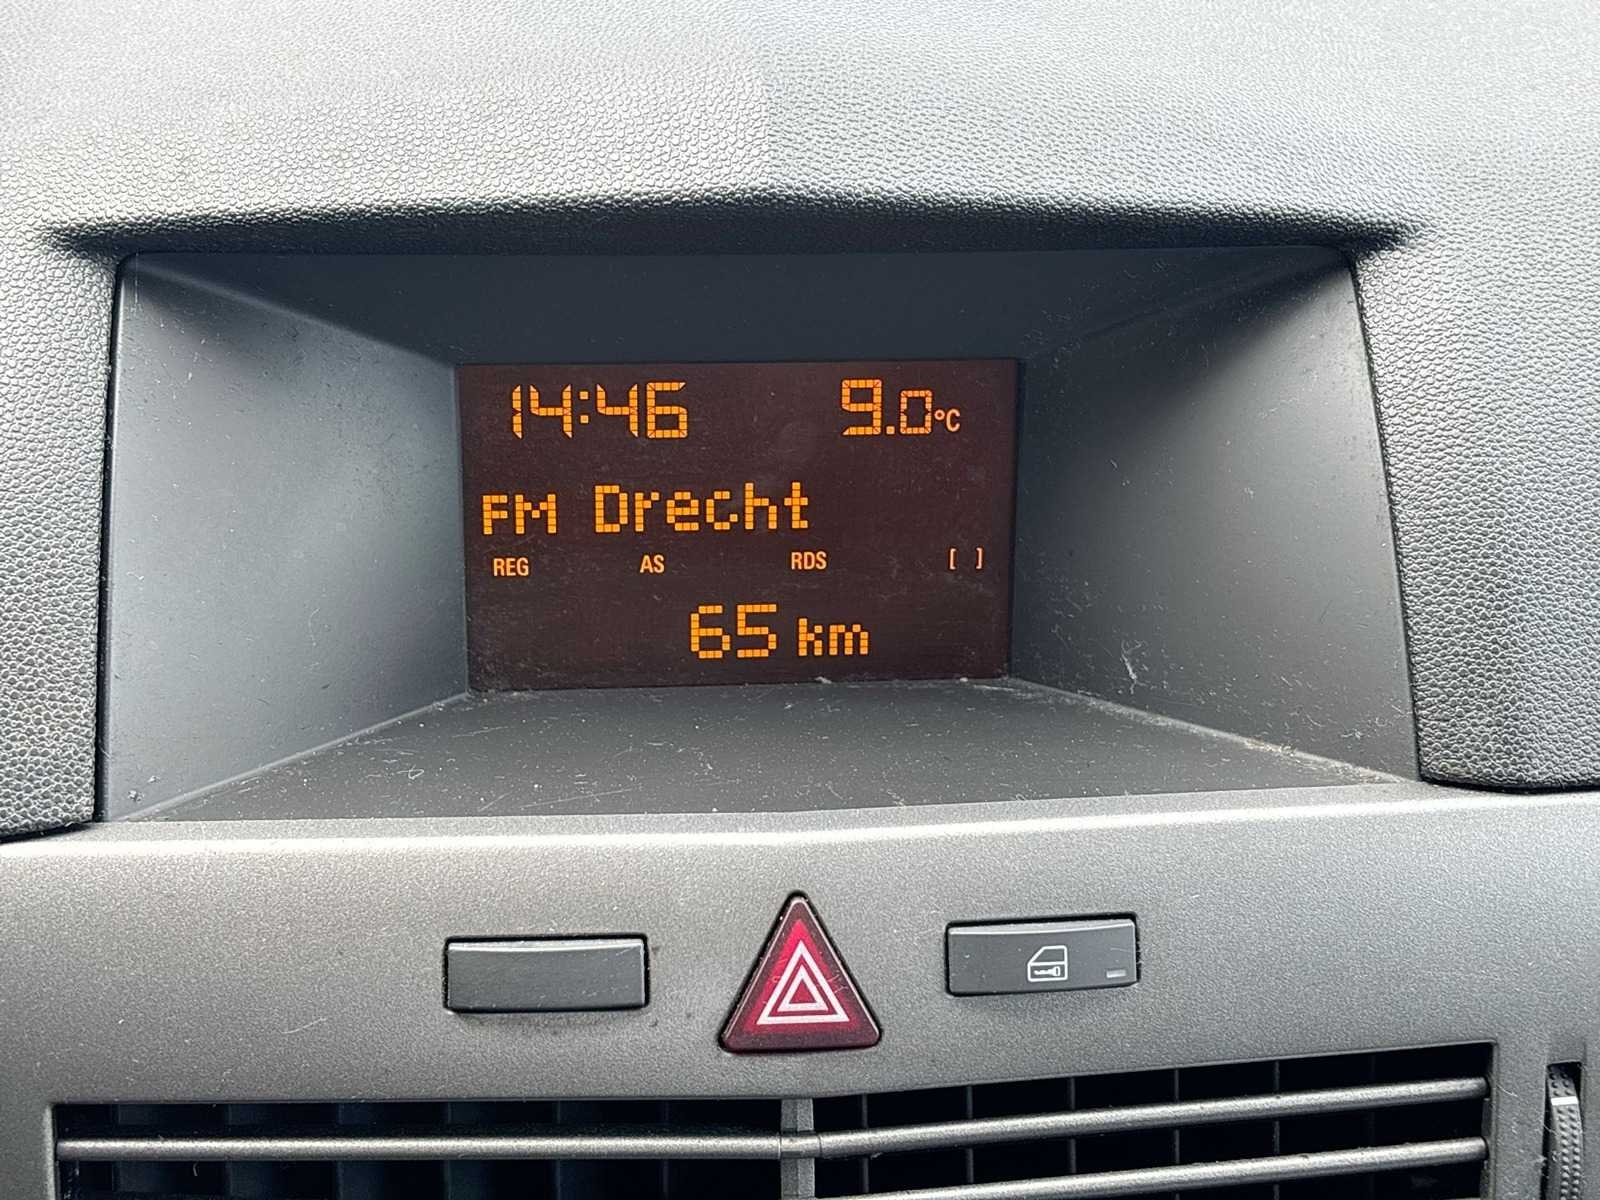 14:46 9.0°C
FM Drecht
REG AS RDS [ ]
65 km